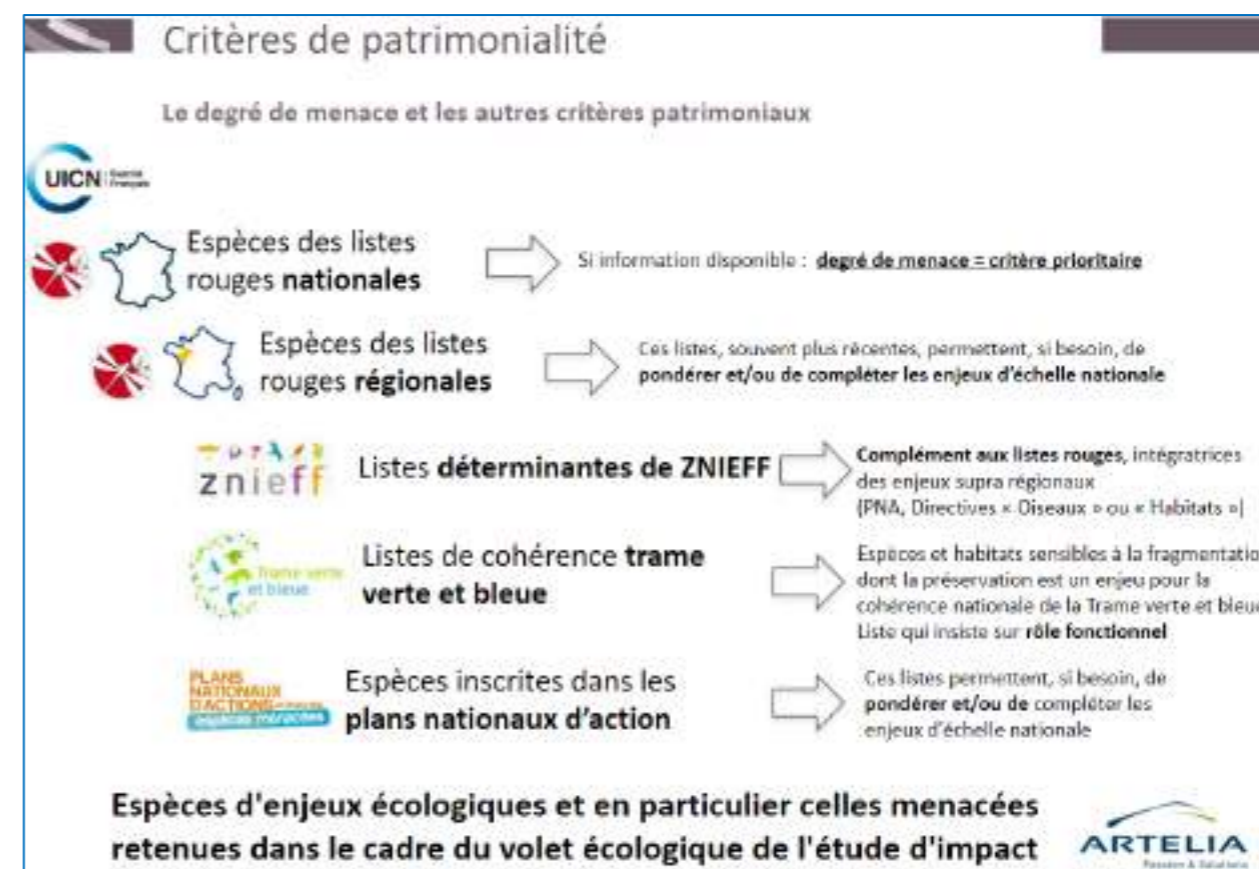 Critères de patrimonialité
Le degré de menace et les autres critères patrimoniaux
UICN Comité
Français
Espèces des listes
rouges nationales
Si information disponible : degré de menace = critère prioritaire
Espèces des listes
rouges régionales
Ces listes, souvent plus récentes, permettent, si besoin, de
pondérer et/ou de compléter les enjeux d'échelle nationale
znieff
Listes déterminantes de ZNIEFF
Complément aux listes rouges, intégratrices
des enjeux supra régionaux
(PNA, Directives « Oiseaux » ou « Habitats »)
Trame verte
et bleue
Listes de cohérence trame
verte et bleue
Espèces et habitats sensibles à la fragmentatio
dont la préservation est un enjeu pour la
cohérence nationale de la Trame verte et bleue
Liste qui insiste sur rôle fonctionnel
PLANS
NATIONAUX
D'ACTIONS
espèces menacées
Espèces inscrites dans les
plans nationaux d'action
Ces listes permettent, si besoin, de
pondérer et/ou de compléter les
enjeux d'échelle nationale
Espèces d'enjeux écologiques et en particulier celles menacées
retenues dans le cadre du volet écologique de l'étude d'impact
ARTELIA
Passion & Solutions